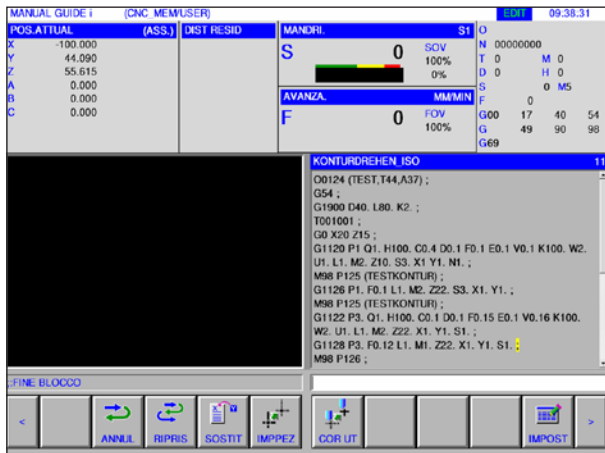 MANUAL GUIDE i (CNC_MEM/USER) EDIT 09:38:31
POS.ATTUAL (ASS.) DIST RESID MANDRI. S1 O
X -100.000
Y 44.090
Z 55.615
A 0.000
B 0.000
C 0.000
S 0 SOV
100%
0%
AVANZA. MM/MIN
F 0 FOV
100%
N 00000000
T 0 M 0
D 0 H 0
S 0 M5
F 0
G00 17 40 54
G 49 90 98
G69
KONTURDREHEN_ISO 11
O0124 (TEST,T44,A37) ;
G54 ;
G1900 D40. L80. K2. ;
T001001 ;
G0 X20 Z15 ;
G1120 P1 Q1. H100. C0.4 D0.1 F0.1 E0.1 V0.1 K100. W2.
U1. L1. M2. Z10. S3. X1 Y1. N1. ;
M98 P125 (TESTKONTUR) ;
G1126 P1. F0.1 L1. M2. Z22. S3. X1. Y1. ;
M98 P125 (TESTKONTUR) ;
G1122 P3. Q1. H100. C0.1 D0.1 F0.15 E0.1 V0.16 K100.
W2. U1. L1. M2. Z22. X1. Y1. S1. ;
G1128 P3. F0.12 L1. M1. Z22. X1. Y1. S1. ;
M98 P126 ;
;:FINE BLOCCO
< ANNUL RIPRIS SOSTIT IMPPEZ COR UT IMPOST >